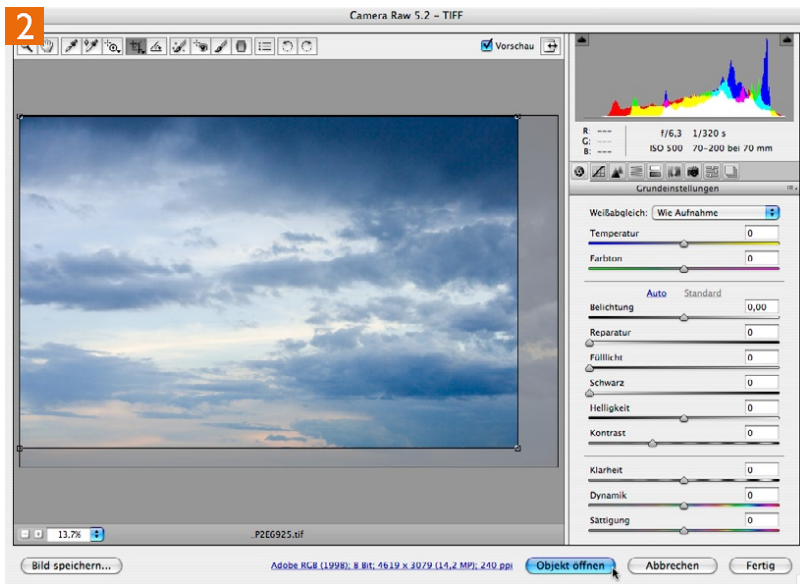 2
Camera Raw 5.2 – TIFF
Vorschau
R: ---
G: ---
B: ---
f/6,3 1/320 s
ISO 500 70–200 bei 70 mm
Grundeinstellungen
Weißabgleich: Wie Aufnahme
Temperatur 0
Farbton 0
Auto Standard
Belichtung 0,00
Reparatur 0
Fülllicht 0
Schwarz 0
Helligkeit 0
Kontrast 0
Klarheit 0
Dynamik 0
Sättigung 0
13,7% _P2EG925.tif
Bild speichern... Adobe RGB (1998); 8 Bit; 4619 x 3079 (14,2 MP); 240 ppi Objekt öffnen Abbrechen Fertig